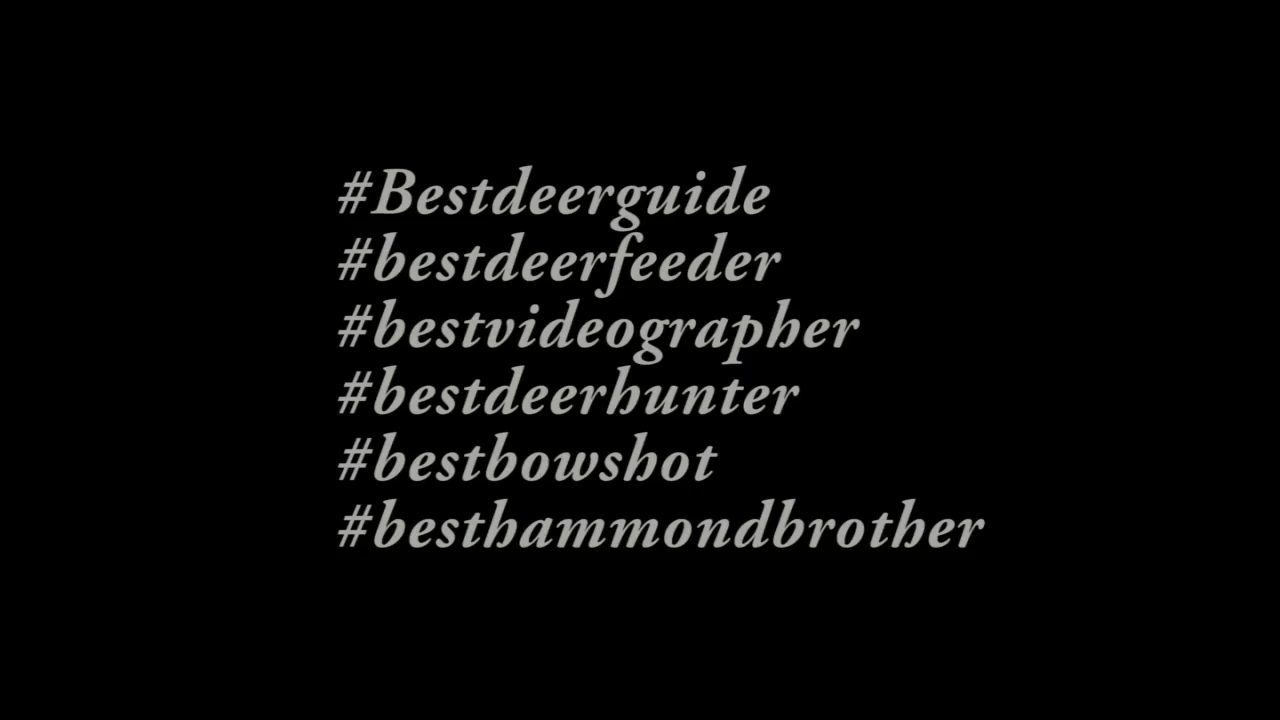 #Bestdeerguide
#bestdeerfeeder
#bestvideographer
#bestdeerhunter
#bestbowshot
#besthammondbrother